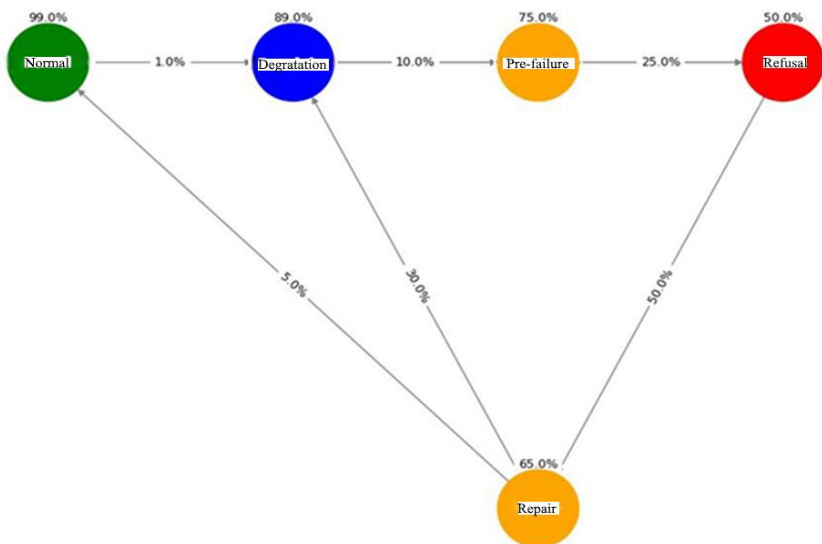 99.0%
89.0%
75.0%
50.0%
Normal
1.0%
Degratation
10.0%
Pre-failure
25.0%
Refusal
5.0%
30.0%
50.0%
65.0%
Repair